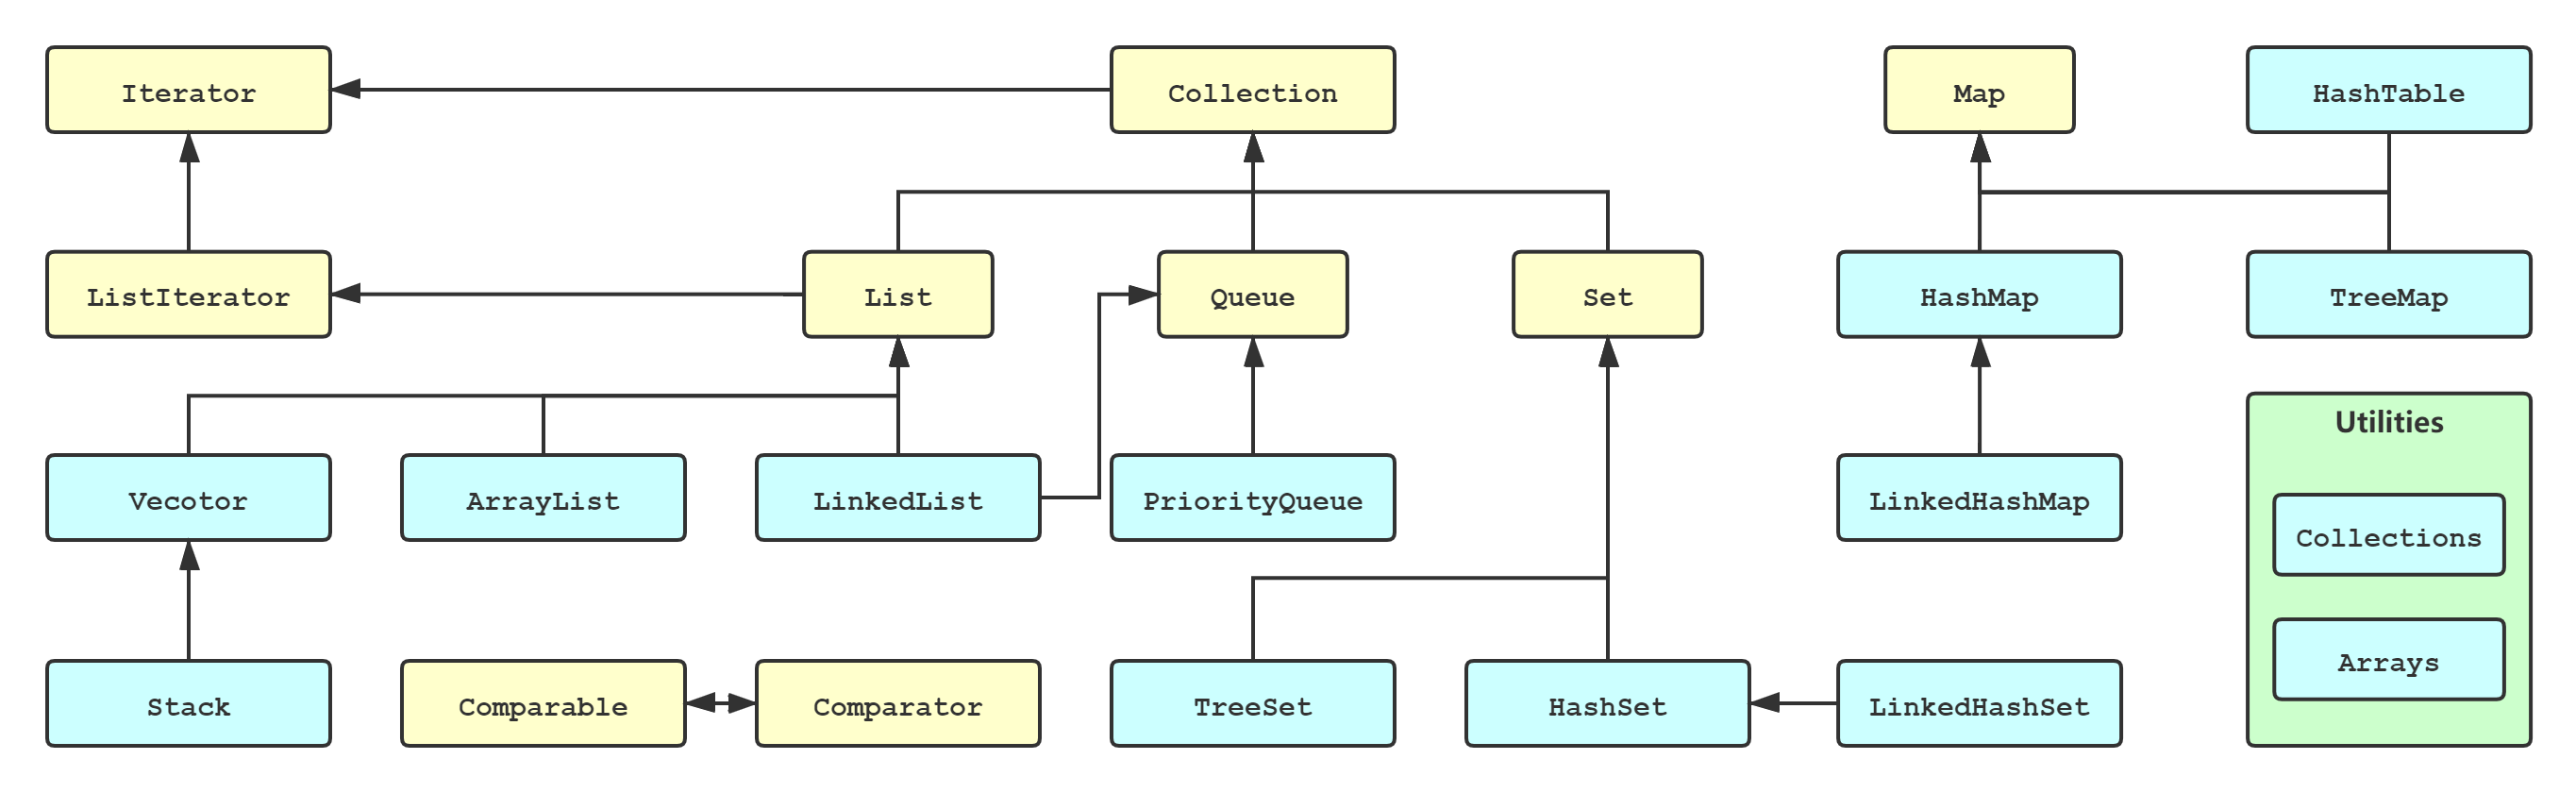 Iterator
Collection
Map
HashTable
ListIterator
List
Queue
Set
HashMap
TreeMap
Utilities
Vecotor
ArrayList
LinkedList
PriorityQueue
LinkedHashMap
Collections
Arrays
Stack
Comparable
Comparator
TreeSet
HashSet
LinkedHashSet